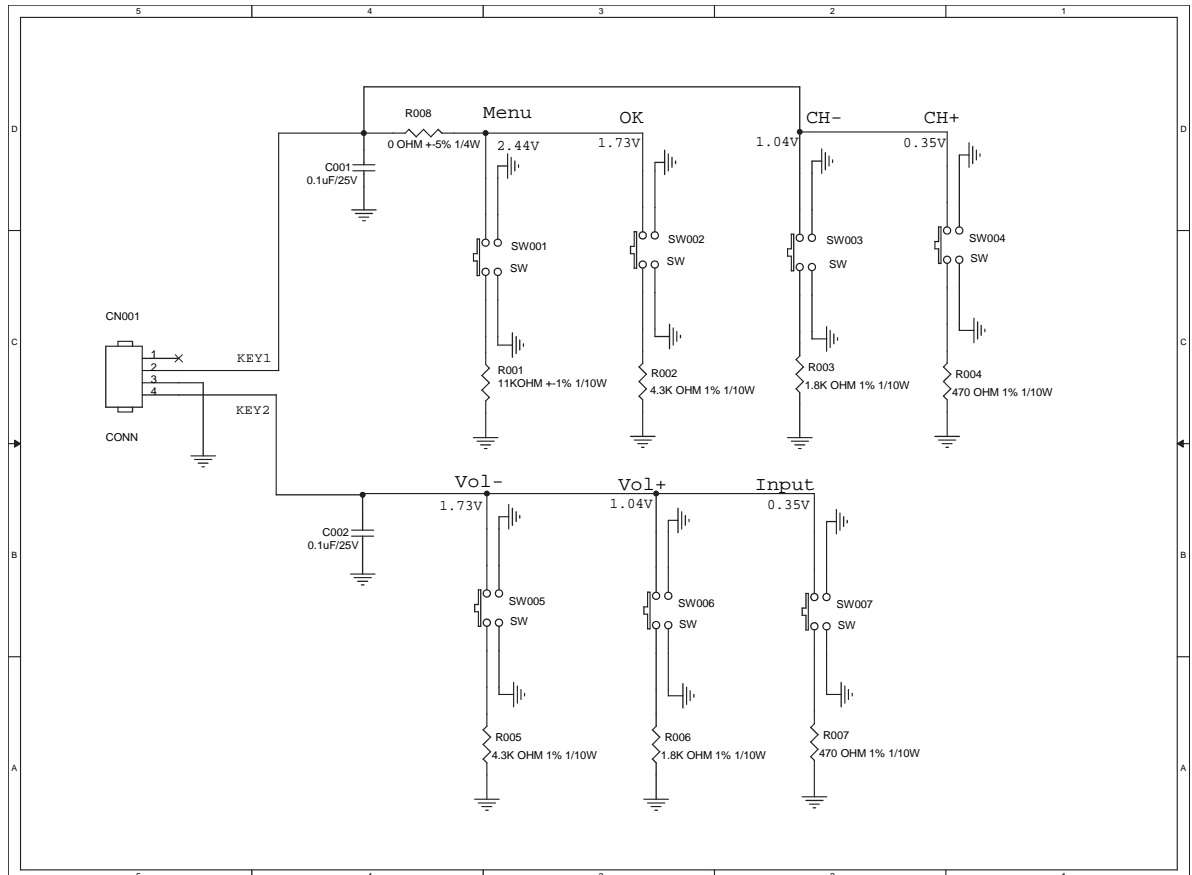 5 4 3 2 1
D D
C C
B B
A A
R008
0 OHM +-5% 1/4W
C001
0.1uF/25V
Menu
2.44V
OK
1.73V
CH-
1.04V
CH+
0.35V
SW001
SW
SW002
SW
SW003
SW
SW004
SW
R001
11KOHM +-1% 1/10W
R002
4.3K OHM 1% 1/10W
R003
1.8K OHM 1% 1/10W
R004
470 OHM 1% 1/10W
CN001
1
2
3
4
CONN
KEY1
KEY2
C002
0.1uF/25V
Vol-
1.73V
Vol+
1.04V
Input
0.35V
SW005
SW
SW006
SW
SW007
SW
R005
4.3K OHM 1% 1/10W
R006
1.8K OHM 1% 1/10W
R007
470 OHM 1% 1/10W